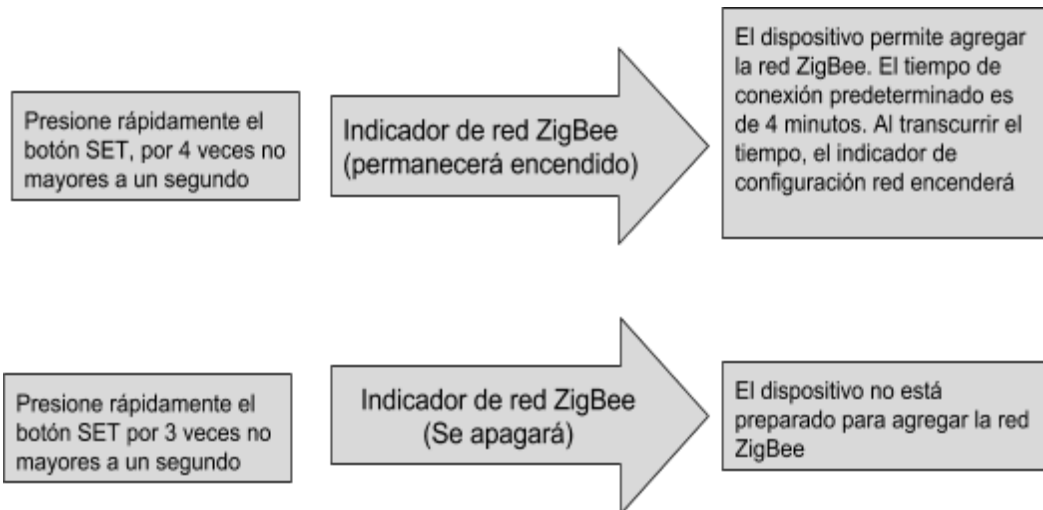 Presione rápidamente el
botón SET, por 4 veces no
mayores a un segundo
Indicador de red ZigBee
(permanecerá encendido)
El dispositivo permite agregar
la red ZigBee. El tiempo de
conexión predeterminado es
de 4 minutos. Al transcurrir el
tiempo, el indicador de
configuración red encenderá
Presione rápidamente el
botón SET por 3 veces no
mayores a un segundo
Indicador de red ZigBee
(Se apagará)
El dispositivo no está
preparado para agregar la red
ZigBee